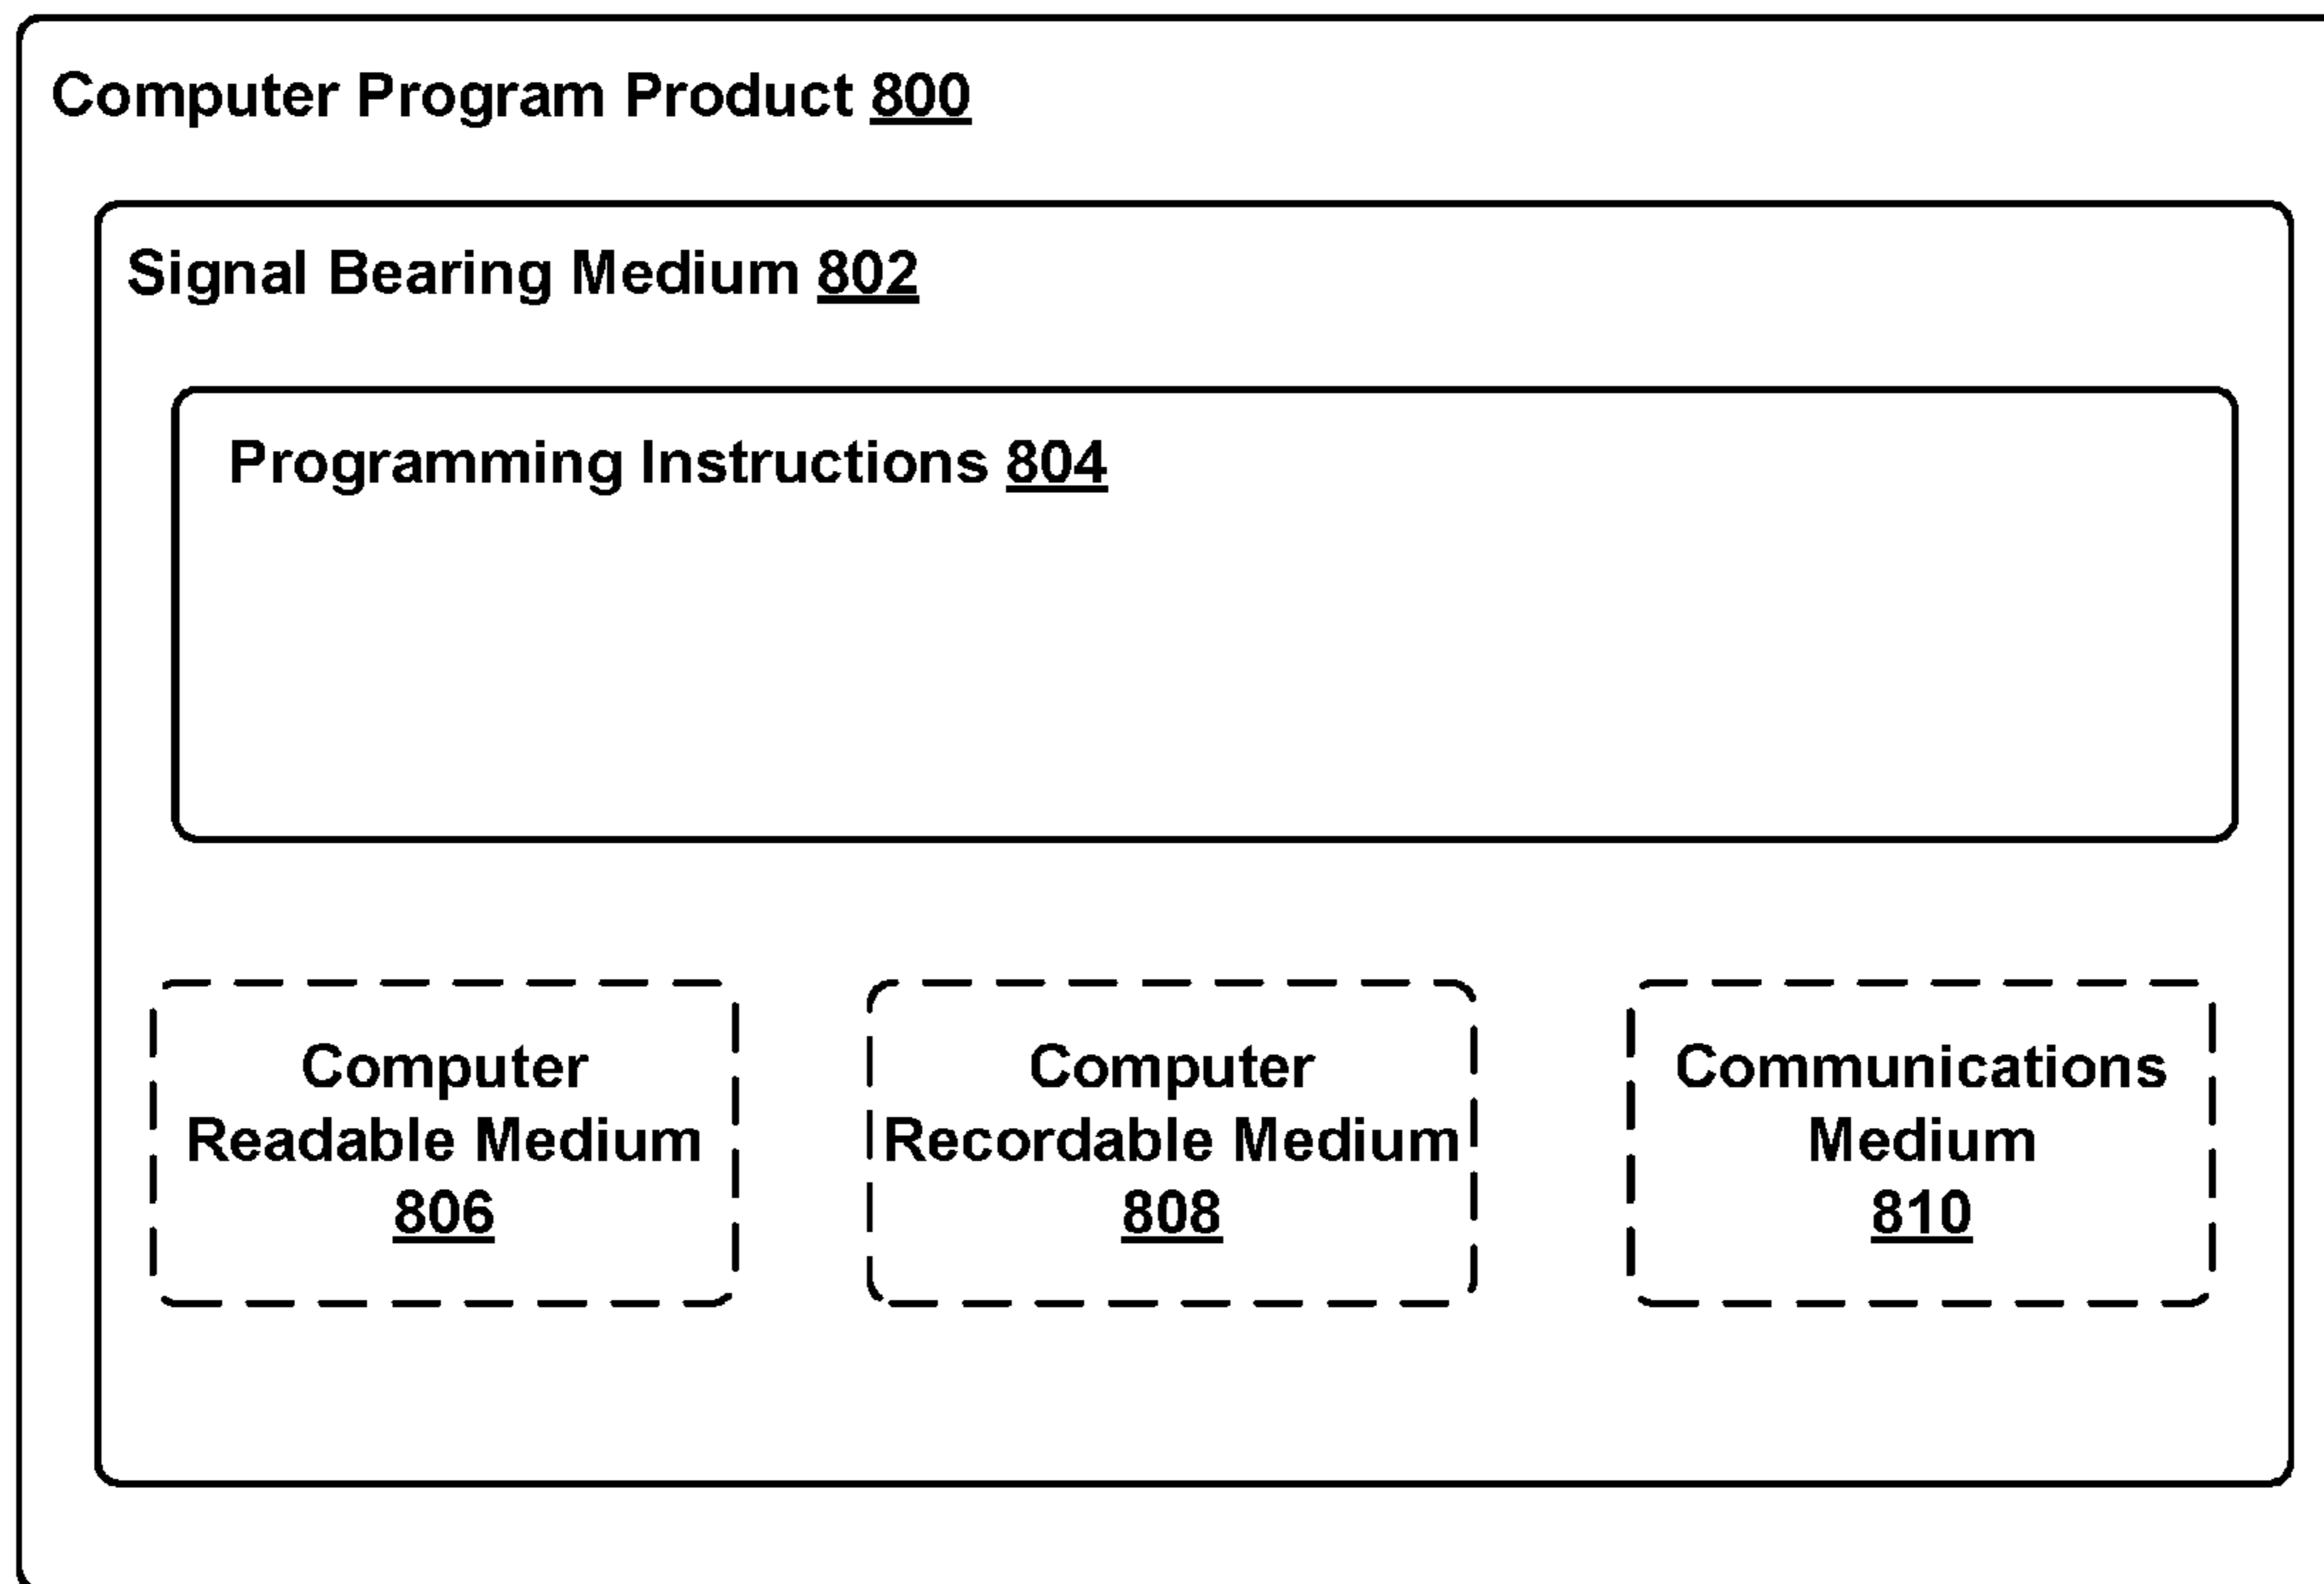 Computer Program Product 800
Signal Bearing Medium 802
Programming Instructions 804
Computer
Readable Medium
806
Computer
Recordable Medium
808
Communications
Medium
810